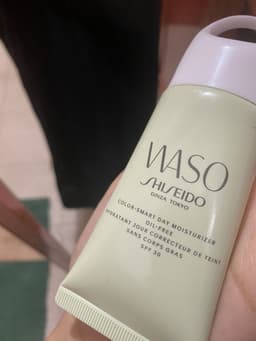 WASO
SHISEIDO
GINZA TOKYO
COLOR-SMART DAY MOISTURIZER
OIL-FREE
HYDRATANT JOUR CORRECTEUR DE TEINT
SANS CORPS GRAS
SPF 30